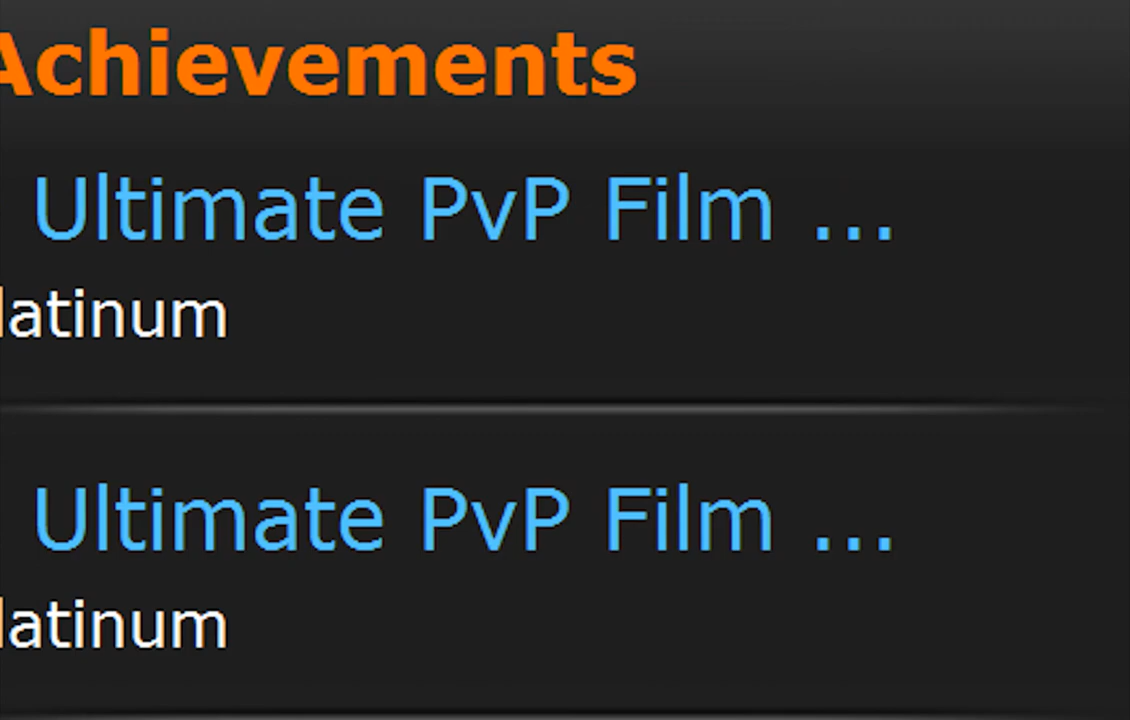 Achievements
Ultimate PvP Film ...
latinum
Ultimate PvP Film ...
latinum